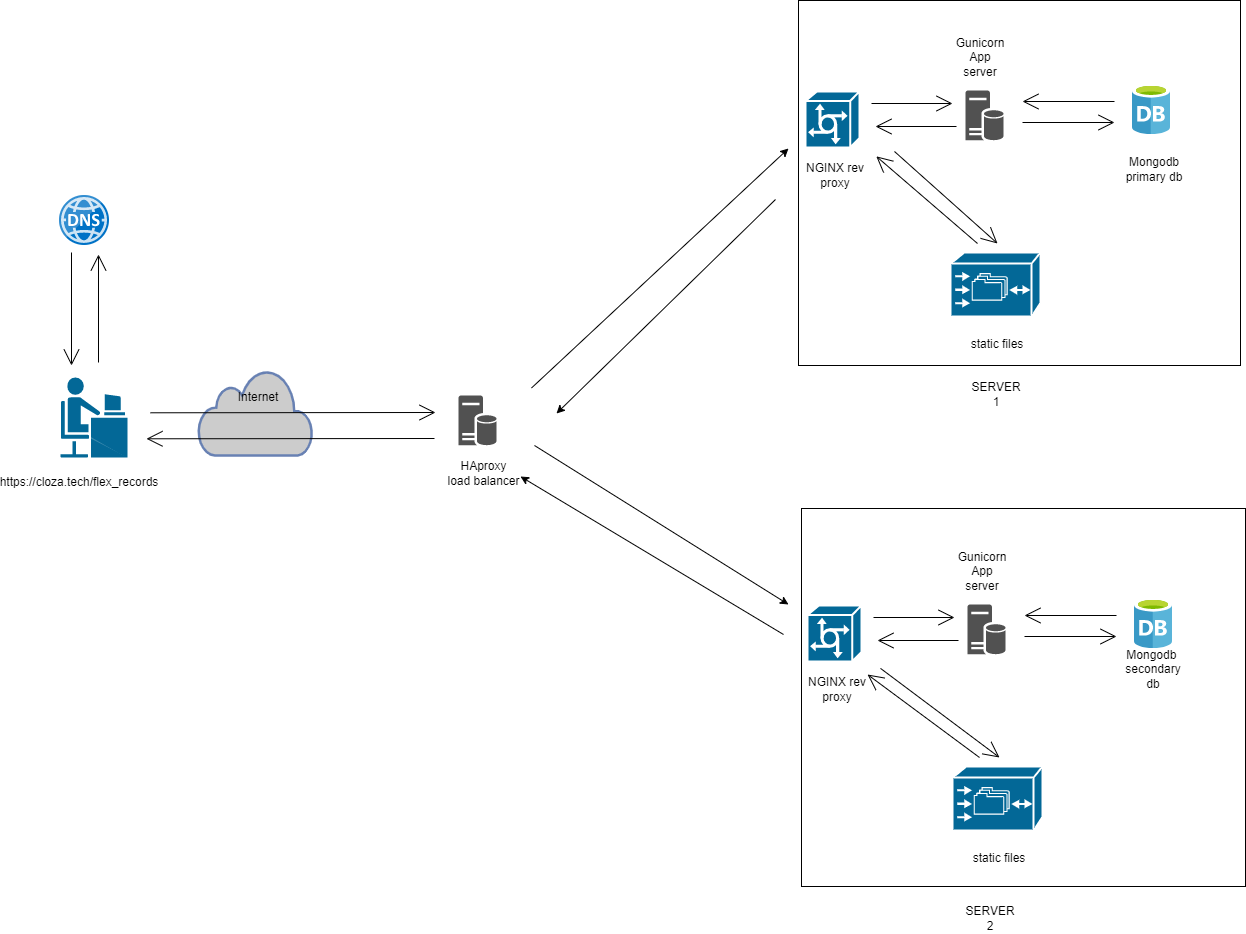 DNS
https://cloza.tech/flex_records
Internet
HAproxy
load balancer
Gunicorn
App
server
NGINX rev
proxy
DB
Mongodb
primary db
static files
SERVER
1
Gunicorn
App
server
NGINX rev
proxy
DB
Mongodb
secondary
db
static files
SERVER
2